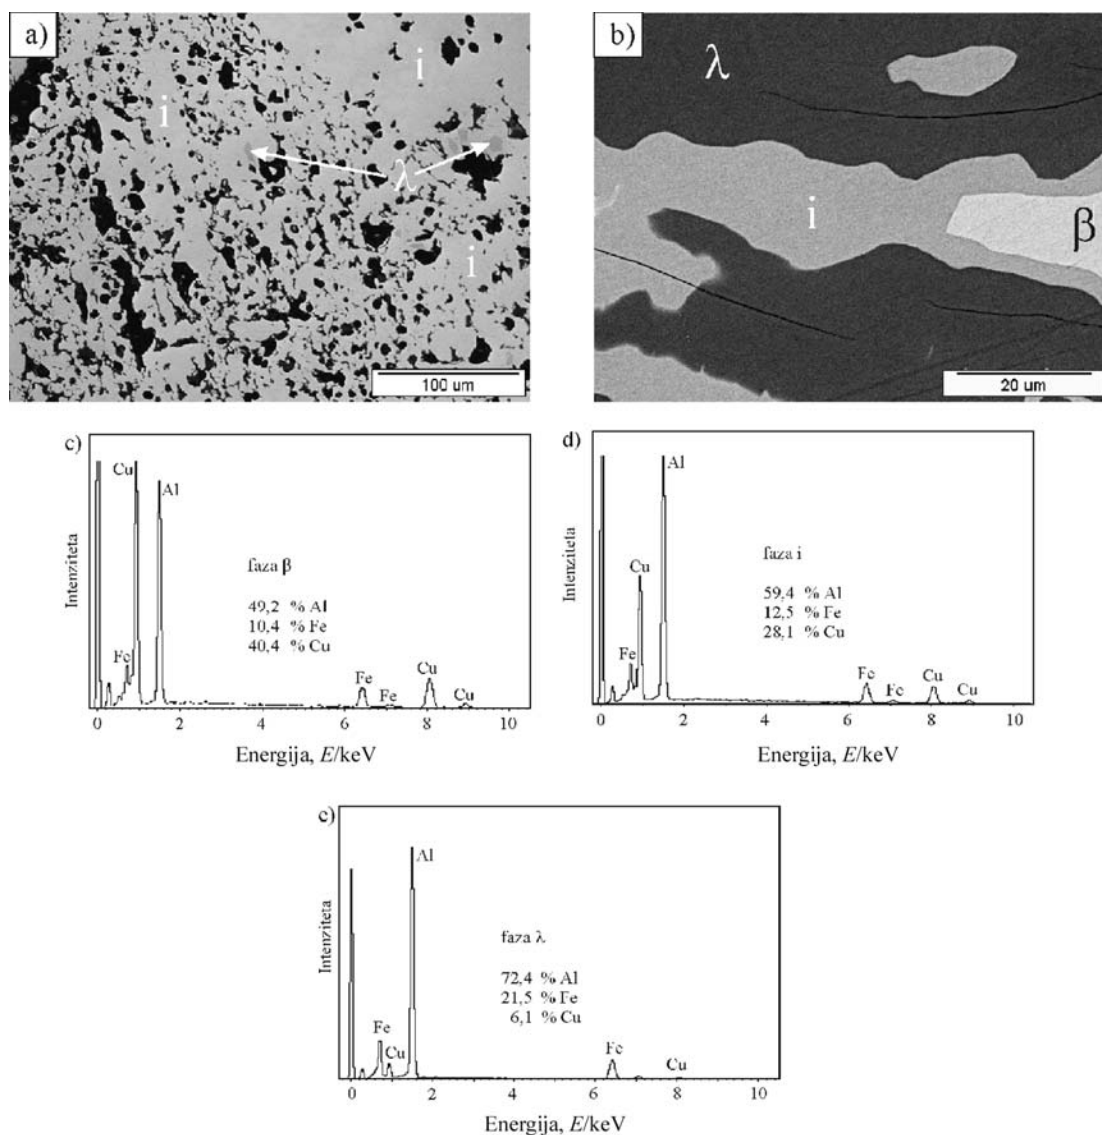 a)
i
i
λ
i
100 um
b)
λ
i
β
20 um
c)
Cu
Al
Fe
faza β
49,2 % Al
10,4 % Fe
40,4 % Cu
Fe
Fe
Cu
Cu
Intenziteta
0 2 4 6 8 10
Energija, E/keV
d)
Al
Cu
Fe
faza i
59,4 % Al
12,5 % Fe
28,1 % Cu
Fe
Fe
Cu
Cu
Intenziteta
0 2 4 6 8 10
Energija, E/keV
e)
Al
Fe
Cu
faza λ
72,4 % Al
21,5 % Fe
6,1 % Cu
Fe
Cu
Intenziteta
0 2 4 6 8 10
Energija, E/keV